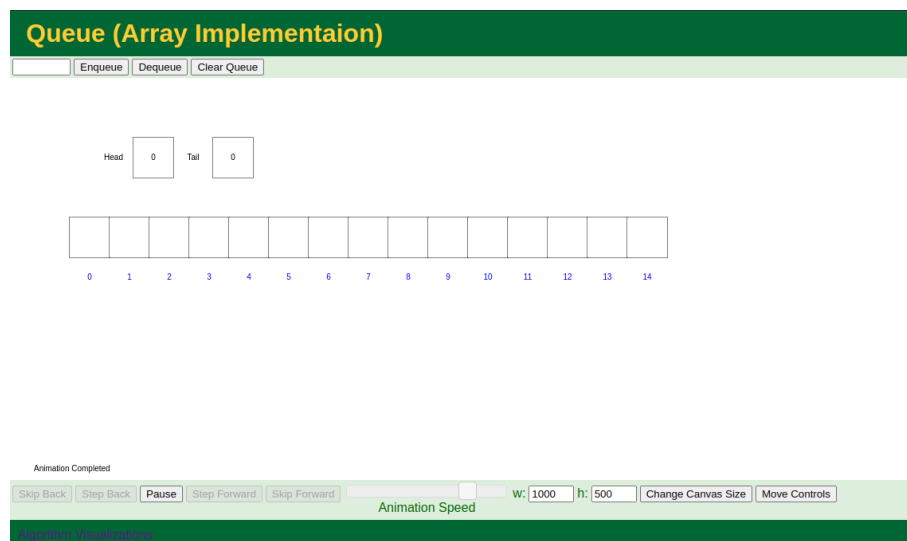 Queue (Array Implementaion)
Enqueue Dequeue Clear Queue
Head 0 Tail 0
0 1 2 3 4 5 6 7 8 9 10 11 12 13 14
Animation Completed
Skip Back Step Back Pause Step Forward Skip Forward w: 1000 h: 500 Change Canvas Size Move Controls
Animation Speed
Algorithm Visualizations